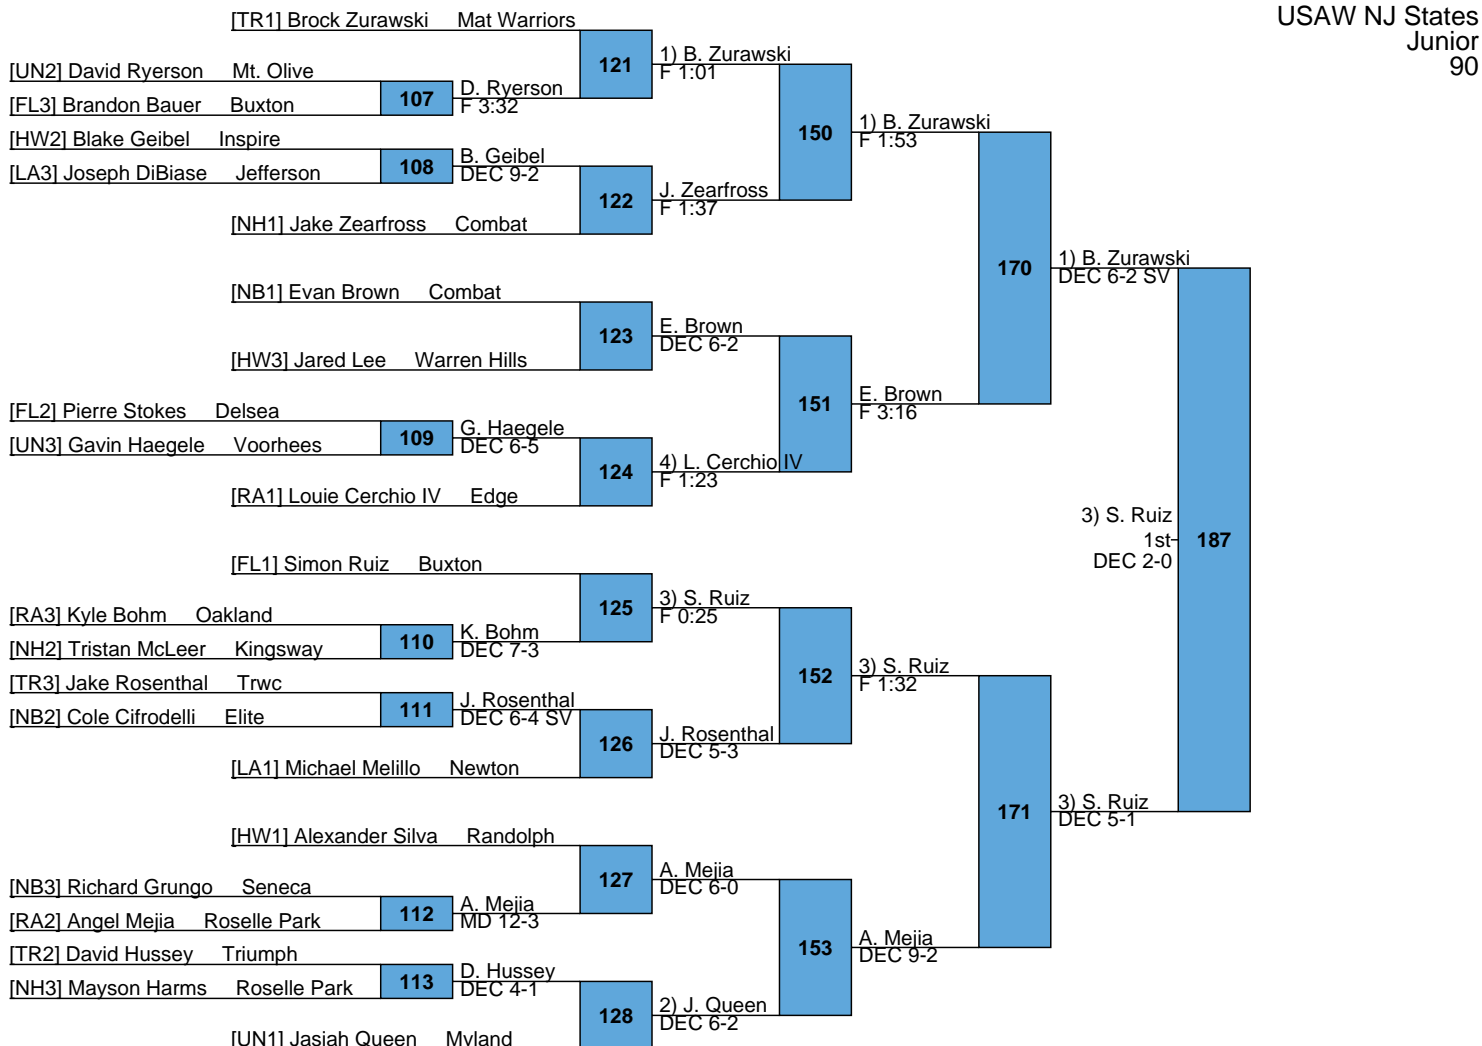 USAW NJ States
Junior
90
[TR1] Brock Zurawski Mat Warriors
[UN2] David Ryerson Mt. Olive
[FL3] Brandon Bauer Buxton
107
D. Ryerson
F 3:32
121
1) B. Zurawski
F 1:01
[HW2] Blake Geibel Inspire
[LA3] Joseph DiBiase Jefferson
108
B. Geibel
DEC 9-2
[NH1] Jake Zearfross Combat
122
J. Zearfross
F 1:37
150
1) B. Zurawski
F 1:53
[NB1] Evan Brown Combat
[HW3] Jared Lee Warren Hills
123
E. Brown
DEC 6-2
[FL2] Pierre Stokes Delsea
[UN3] Gavin Haegele Voorhees
109
G. Haegele
DEC 6-5
[RA1] Louie Cerchio IV Edge
124
4) L. Cerchio IV
F 1:23
151
E. Brown
F 3:16
170
1) B. Zurawski
DEC 6-2 SV
[FL1] Simon Ruiz Buxton
[RA3] Kyle Bohm Oakland
[NH2] Tristan McLeer Kingsway
110
K. Bohm
DEC 7-3
125
3) S. Ruiz
F 0:25
[TR3] Jake Rosenthal Trwc
[NB2] Cole Cifrodelli Elite
111
J. Rosenthal
DEC 6-4 SV
[LA1] Michael Melillo Newton
126
J. Rosenthal
DEC 5-3
152
3) S. Ruiz
F 1:32
[HW1] Alexander Silva Randolph
[NB3] Richard Grungo Seneca
[RA2] Angel Mejia Roselle Park
112
A. Mejia
MD 12-3
127
A. Mejia
DEC 6-0
[TR2] David Hussey Triumph
[NH3] Mayson Harms Roselle Park
113
D. Hussey
DEC 4-1
[UN1] Jasiah Queen Myland
128
2) J. Queen
DEC 6-2
153
A. Mejia
DEC 9-2
171
3) S. Ruiz
DEC 5-1
187
3) S. Ruiz
1st
DEC 2-0